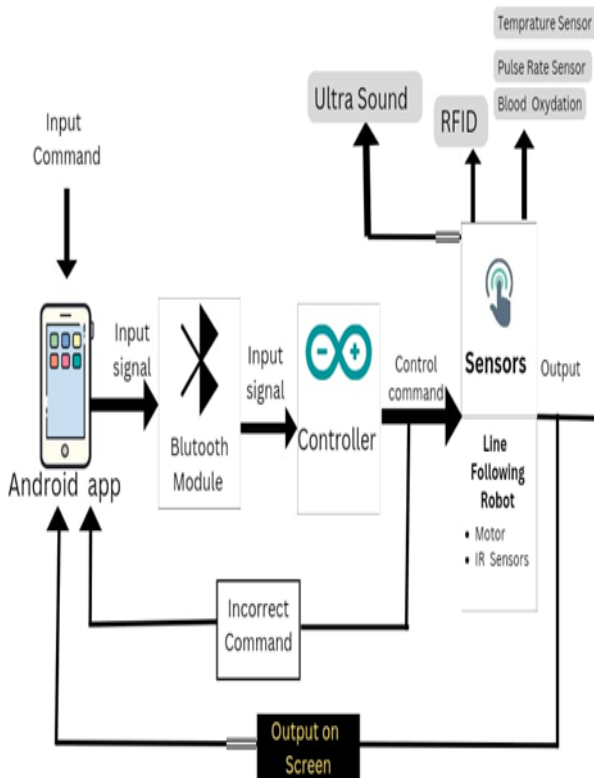 Temprature Sensor
Pulse Rate Sensor
Blood Oxydation
Ultra Sound
RFID
Input
Command
Input
signal
Input
signal
Control
command
Sensors
Output
Blutooth
Module
Controller
Android app
Line
Following
Robot
• Motor
• IR Sensors
Incorrect
Command
Output on
Screen